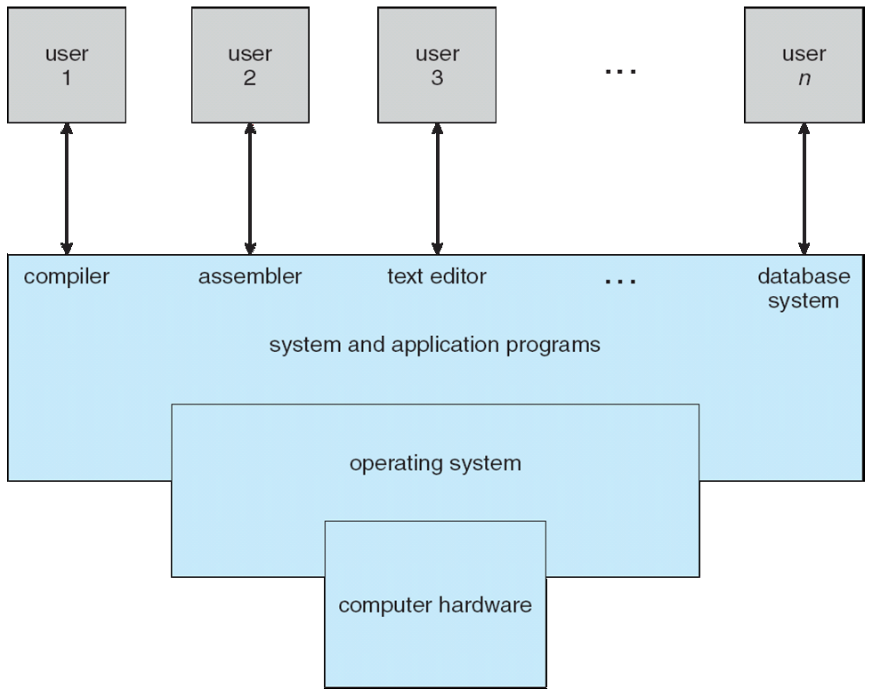 user
1
user
2
user
3
...
user
n
compiler
assembler
text editor
...
database
system
system and application programs
operating system
computer hardware